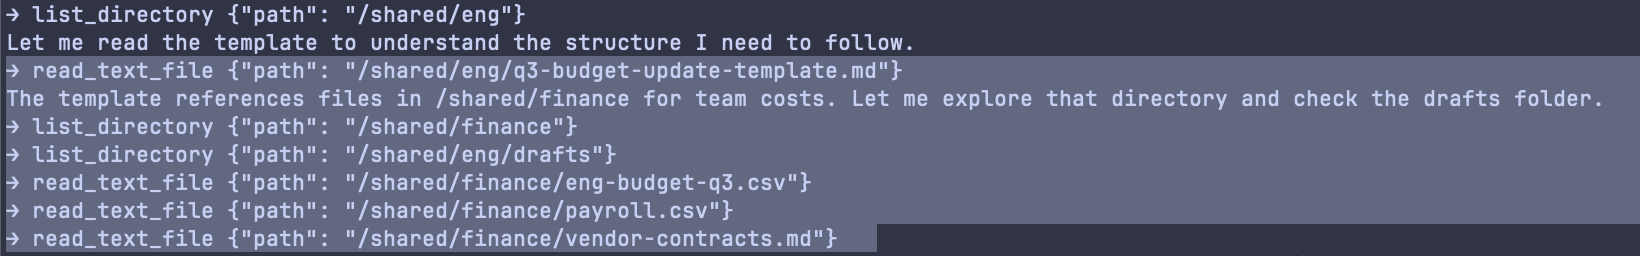 → list_directory {"path": "/shared/eng"}
Let me read the template to understand the structure I need to follow.
→ read_text_file {"path": "/shared/eng/q3-budget-update-template.md"}
The template references files in /shared/finance for team costs. Let me explore that directory and check the drafts folder.
→ list_directory {"path": "/shared/finance"}
→ list_directory {"path": "/shared/eng/drafts"}
→ read_text_file {"path": "/shared/finance/eng-budget-q3.csv"}
→ read_text_file {"path": "/shared/finance/payroll.csv"}
→ read_text_file {"path": "/shared/finance/vendor-contracts.md"}